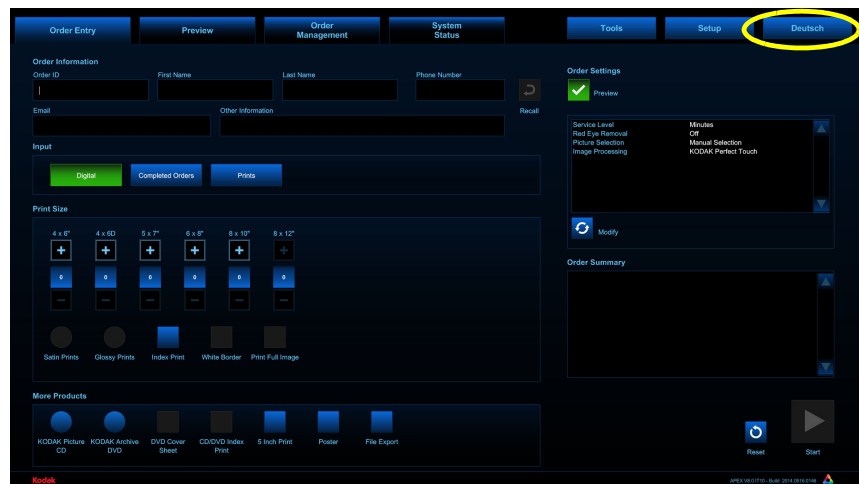 Order Entry
Preview
Order
Management
System
Status
Tools
Setup
Deutsch
Order Information
Order ID
First Name
Last Name
Phone Number
Email
Other Information
Recall
Input
Digital
Completed Orders
Prints
Print Size
4 x 6"
4 x 6D
5 x 7"
6 x 8"
8 x 10"
8 x 12"
0 0 0 0 0 0
Satin Prints
Glossy Prints
Index Print
White Border
Print Full Image
More Products
KODAK Picture
CD
KODAK Archive
DVD
DVD Cover
Sheet
CD/DVD Index
Print
5 Inch Print
Poster
File Export
Order Settings
Preview
Service Level Minutes
Red Eye Removal Off
Picture Selection Manual Selection
Image Processing KODAK Perfect Touch
Modify
Order Summary
Reset
Start
Kodak